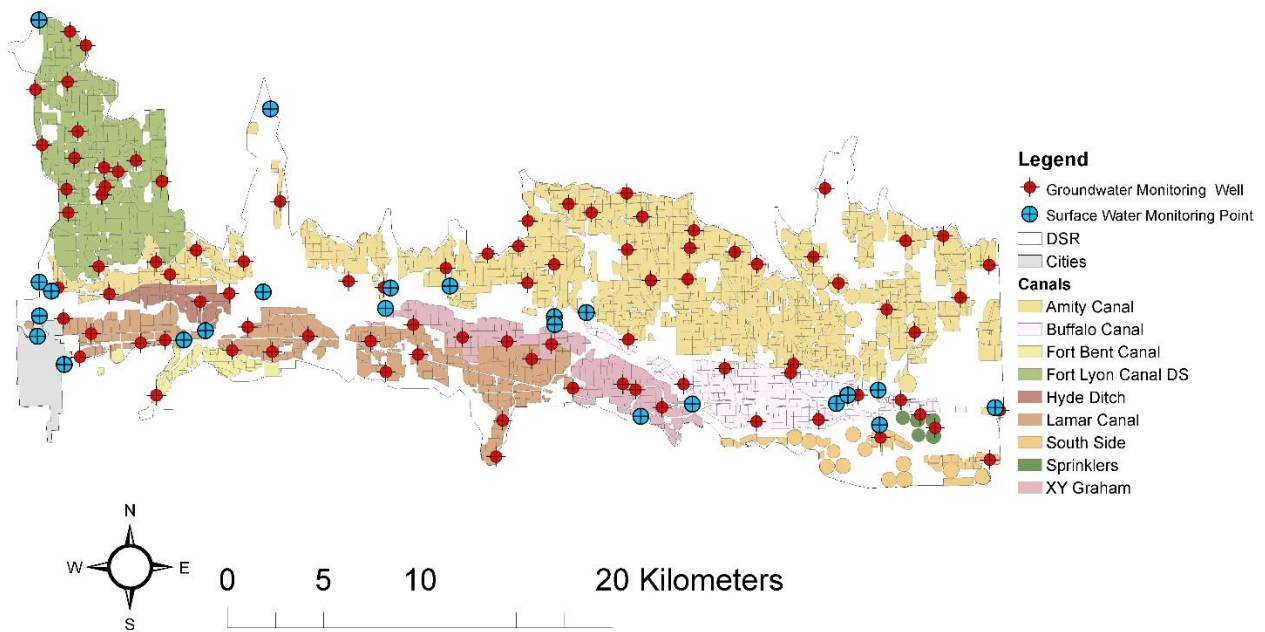 Legend
Groundwater Monitoring Well
Surface Water Monitoring Point
DSR
Cities
Canals
Amity Canal
Buffalo Canal
Fort Bent Canal
Fort Lyon Canal DS
Hyde Ditch
Lamar Canal
South Side
Sprinklers
XY Graham
N
W E
S
0 5 10 20 Kilometers